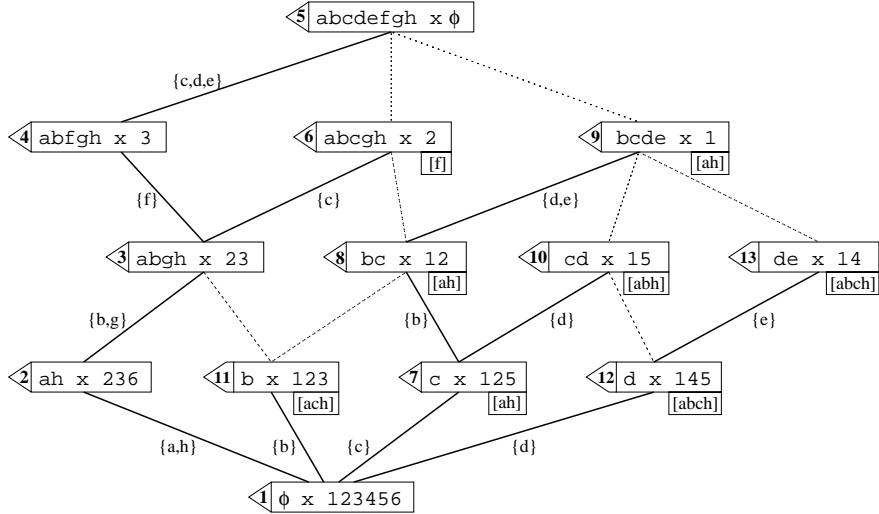 5 abcdefgh x ϕ
{c,d,e}
4 abfgh x 3
6 abcgh x 2
[f]
9 bcde x 1
[ah]
{f}
{c}
{d,e}
3 abgh x 23
8 bc x 12
[ah]
10 cd x 15
[abh]
13 de x 14
[abch]
{b,g}
{b}
{d}
{e}
2 ah x 236
11 b x 123
[ach]
7 c x 125
[ah]
12 d x 145
[abch]
{a,h}
{b}
{c}
{d}
1 ϕ x 123456